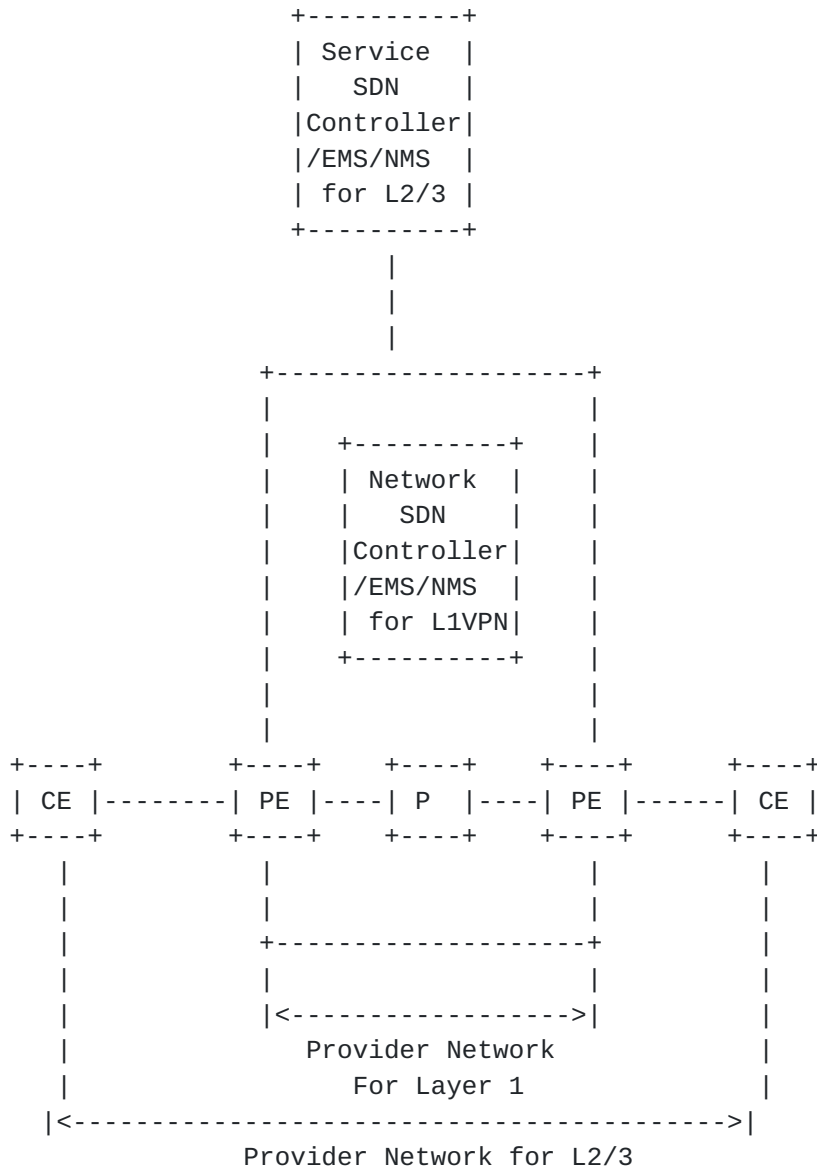 Service
SDN
Controller
/EMS/NMS
for L2/3
Network
SDN
Controller
/EMS/NMS
for L1VPN
CE PE P PE CE
Provider Network
For Layer 1
Provider Network for L2/3